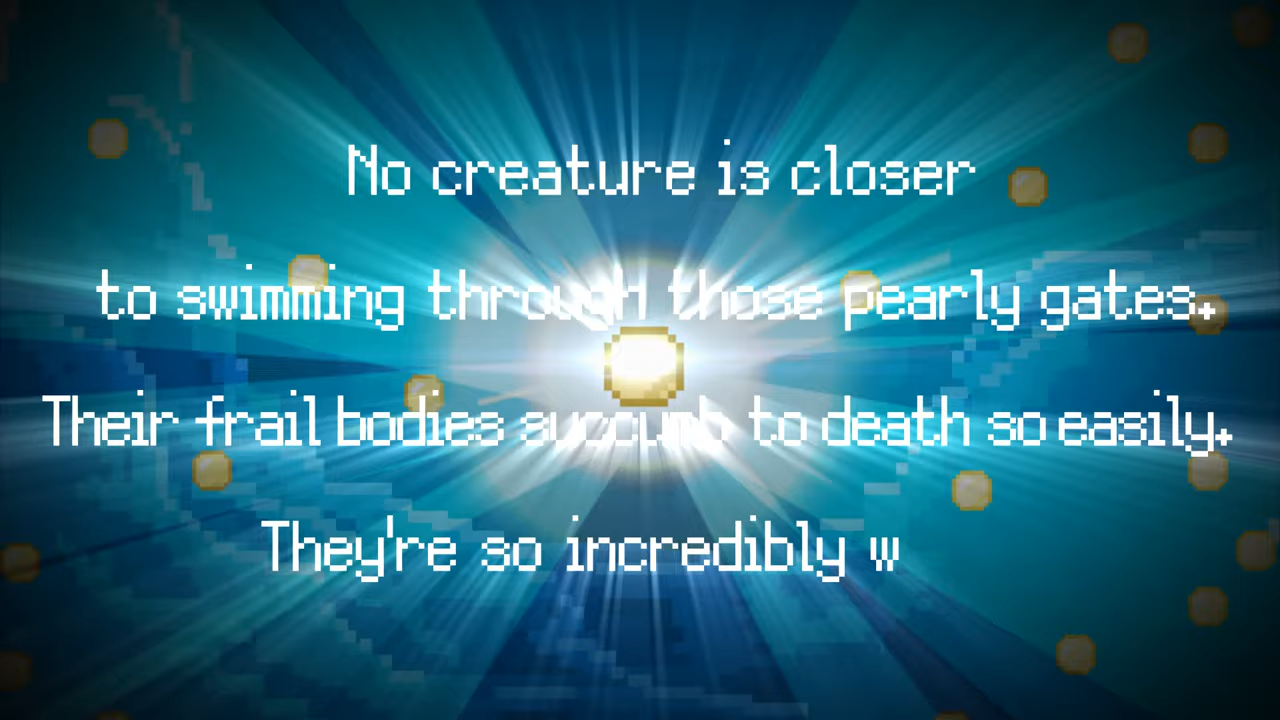 No creature is closer
to swimming through those pearly gates.
Their frail bodies succumb to death so easily.
They're so incredibly w